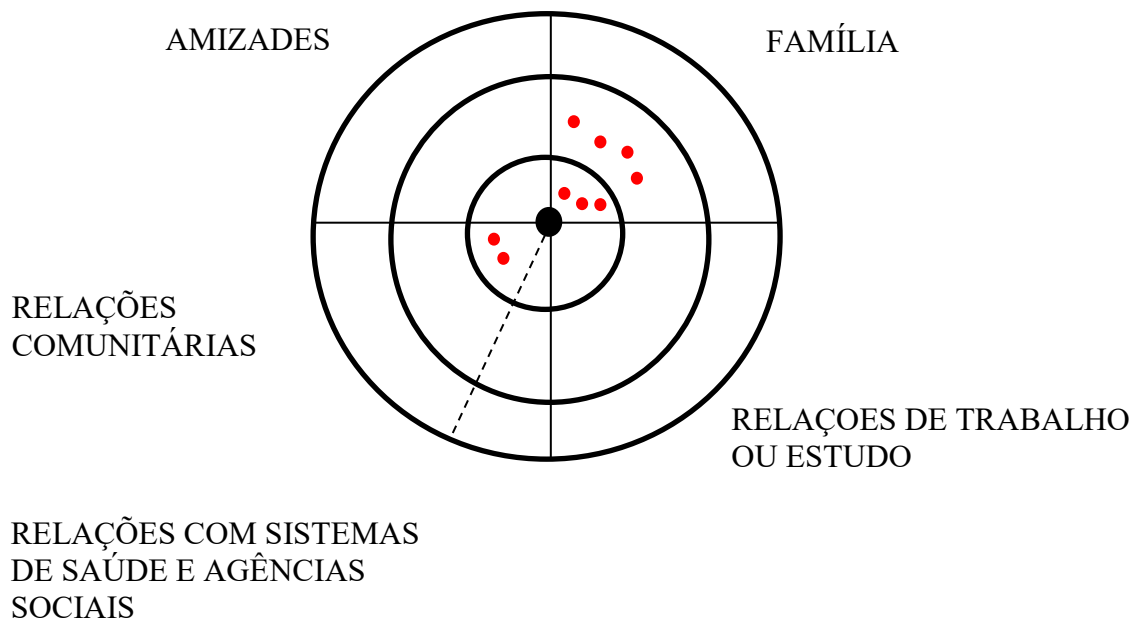 AMIZADES
FAMÍLIA
RELAÇÕES
COMUNITÁRIAS
RELAÇOES DE TRABALHO
OU ESTUDO
RELAÇÕES COM SISTEMAS
DE SAÚDE E AGÊNCIAS
SOCIAIS